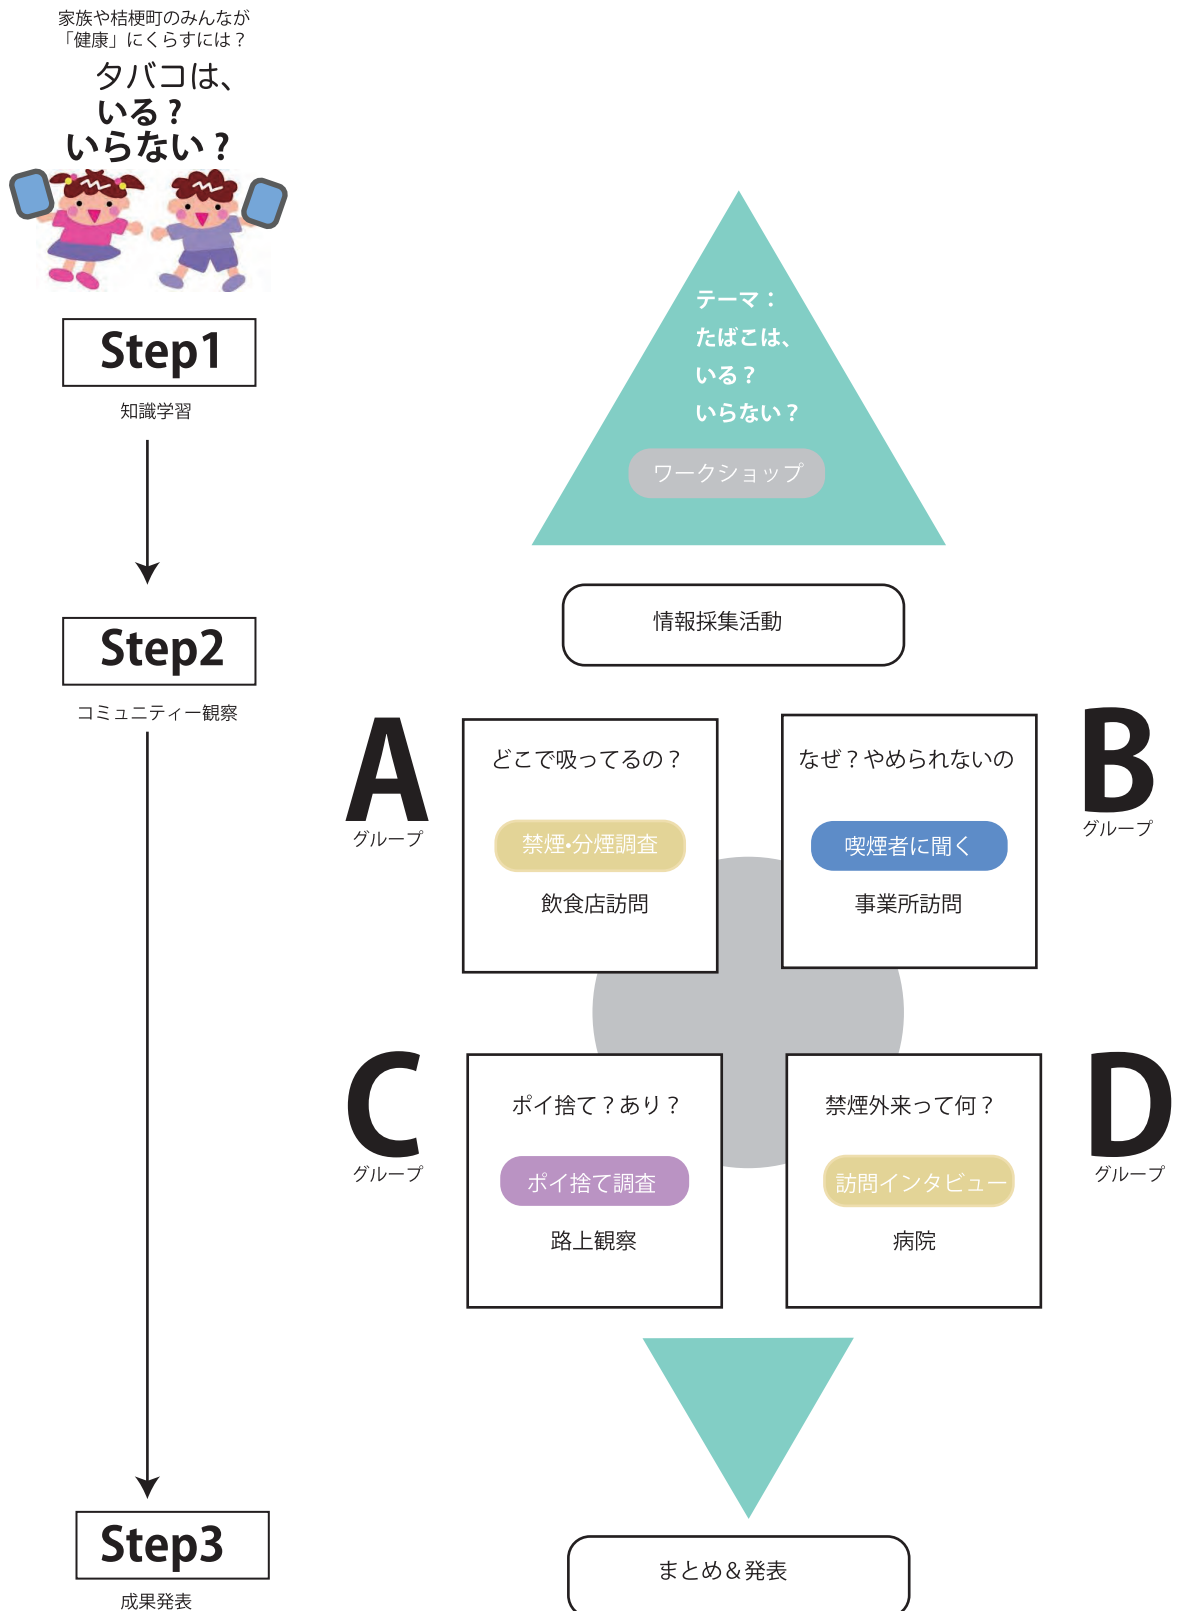 家族や桔梗町のみんなが
「健康」にくらすには？
タバコは、
いる？
いらない？
Step1
知識学習
テーマ：
たばこは、
いる？
いらない？
ワークショップ
情報採集活動
Step2
コミュニティー観察
A
グループ
どこで吸ってるの？
禁煙•分煙調査
飲食店訪問
B
グループ
なぜ？やめられないの
喫煙者に聞く
事業所訪問
C
グループ
ポイ捨て？あり？
ポイ捨て調査
路上観察
D
グループ
禁煙外来って何？
訪問インタビュー
病院
Step3
成果発表
まとめ＆発表